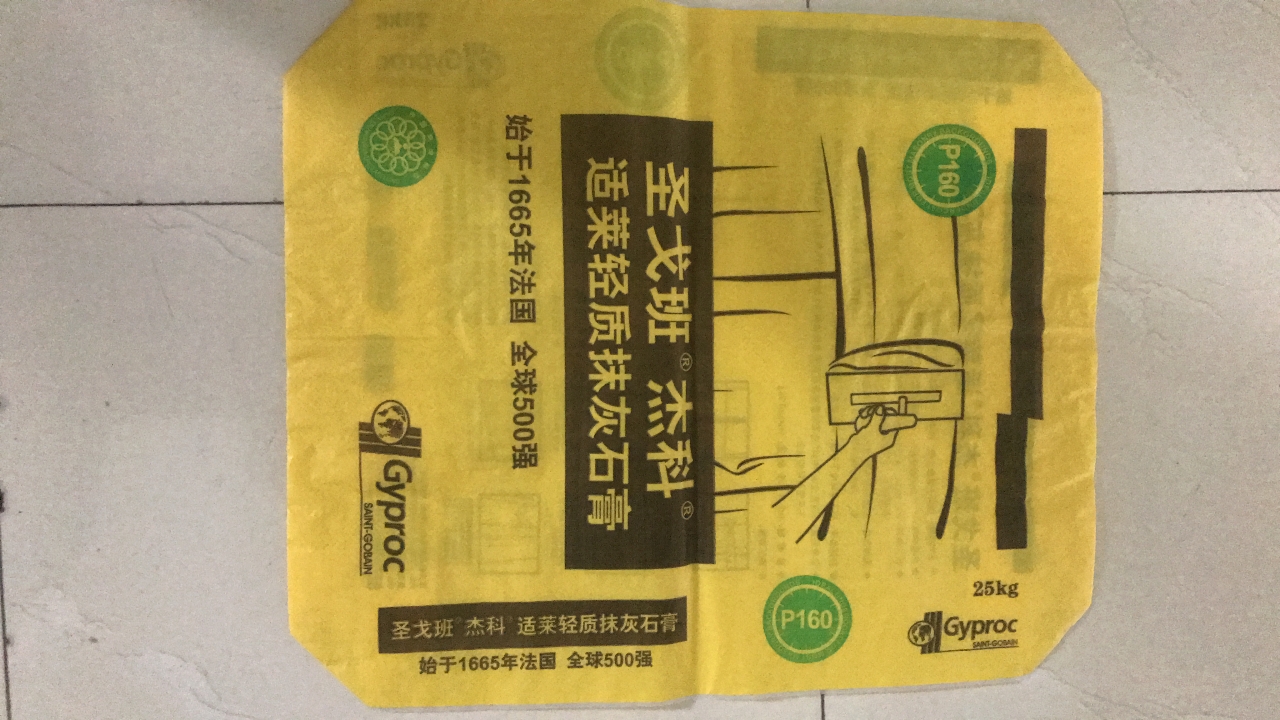 P160
圣戈班® 杰科®
适莱轻质抹灰石膏
始于1665年法国 全球500强
Gyproc
SAINT-GOBAIN
圣戈班® 杰科® 适莱轻质抹灰石膏
始于1665年法国 全球500强
P160
25kg
Gyproc
SAINT-GOBAIN